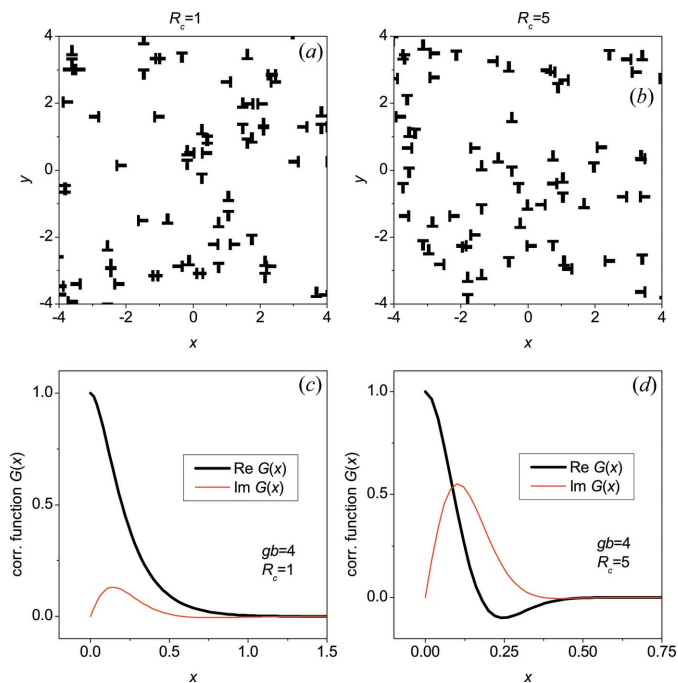 R_c=1
R_c=5
4
2
0
-2
-4
y
(a)
-4
-2
0
2
4
x
4
2
0
-2
-4
y
(b)
-4
-2
0
2
4
x
corr. function G(x)
1.0
0.5
0.0
(c)
Re G(x)
Im G(x)
gb=4
R_c=1
0.0
0.5
1.0
1.5
x
corr. function G(x)
1.0
0.5
0.0
(d)
Re G(x)
Im G(x)
gb=4
R_c=5
0.00
0.25
0.50
0.75
x